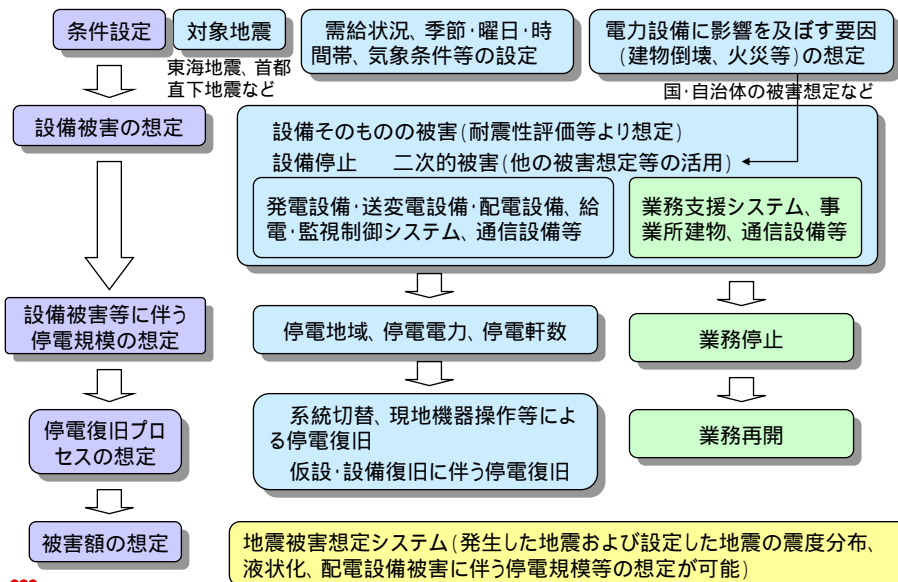 条件設定
対象地震
東海地震、首都
直下地震など
需給状況、季節・曜日・時
間帯、気象条件等の設定
電力設備に影響を及ぼす要因
(建物倒壊、火災等)の想定
国・自治体の被害想定など
設備被害の想定
設備そのものの被害(耐震性評価等より想定)
設備停止 二次的被害(他の被害想定等の活用)
発電設備・送変電設備・配電設備、給
電・監視制御システム、通信設備等
業務支援システム、事
業所建物、通信設備等
設備被害等に伴う
停電規模の想定
停電地域、停電電力、停電軒数
業務停止
停電復旧プロ
セスの想定
系統切替、現地機器操作等によ
る停電復旧
仮設・設備復旧に伴う停電復旧
業務再開
被害額の想定
地震被害想定システム(発生した地震および設定した地震の震度分布、
液状化、配電設備被害に伴う停電規模等の想定が可能)